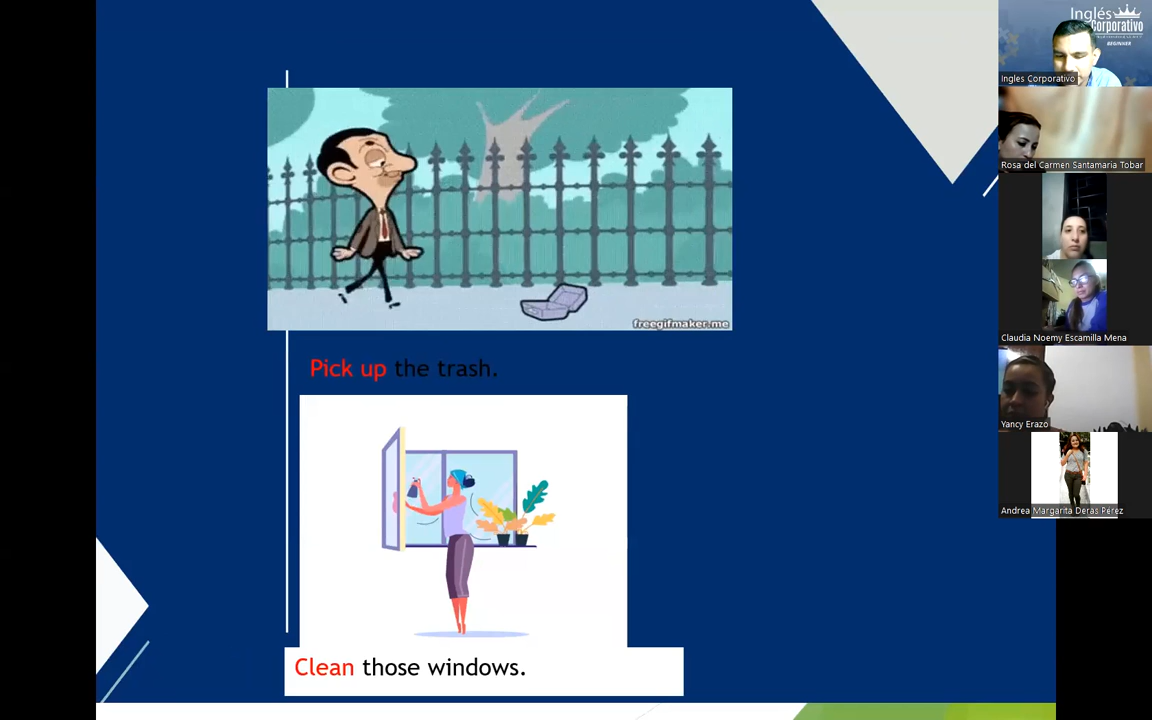 freegifmaker.me
Pick up the trash.
Clean those windows.
Inglés
Corporativo
BEGINNER
Ingles Corporativo
Rosa del Carmen Santamaria Tobar
Claudia Noemy Escamilla Mena
Yancy Erazo
Andrea Margarita Deras Pérez